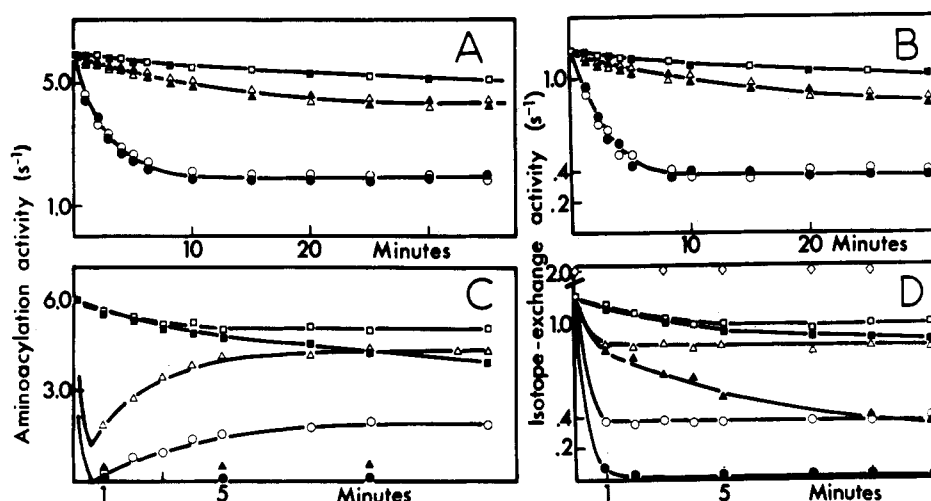 A
B
5.0
1.0
1.0
.4
.2
10
20
Minutes
10
20
Minutes
Aminoacylation activity (s⁻¹)
Isotope-exchange activity (s⁻¹)
C
D
6.0
3.0
2.0
1.0
.4
.2
1
5
Minutes
1
5
Minutes